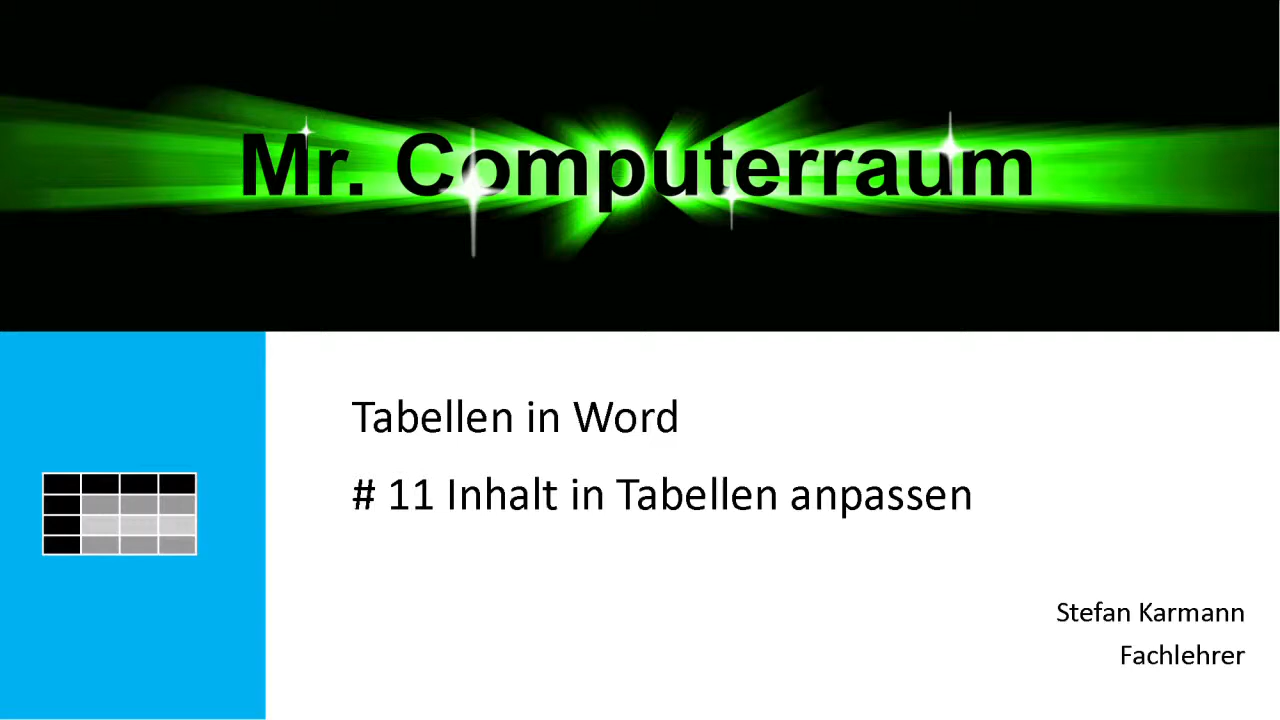 Mr. Computerraum
Tabellen in Word
# 11 Inhalt in Tabellen anpassen
Stefan Karmann
Fachlehrer